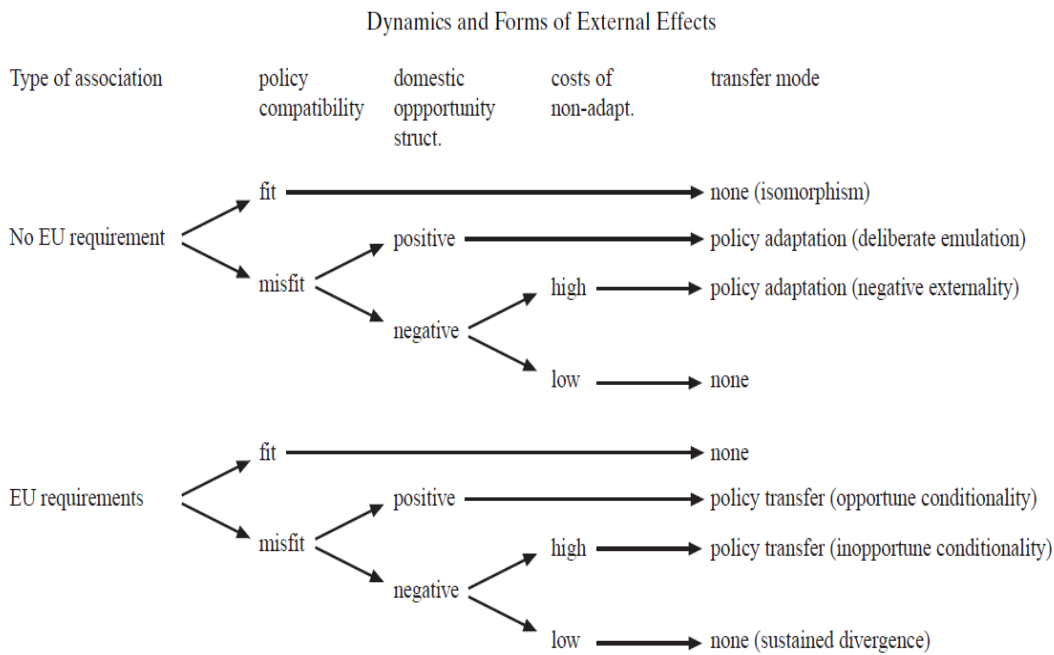 Dynamics and Forms of External Effects
Type of association policy domestic costs of transfer mode
compatibility oppportunity non-adapt.
struct.
fit none (isomorphism)
No EU requirement positive policy adaptation (deliberate emulation)
misfit high policy adaptation (negative externality)
negative
low none
fit none
EU requirements positive policy transfer (opportune conditionality)
misfit high policy transfer (inopportune conditionality)
negative
low none (sustained divergence)